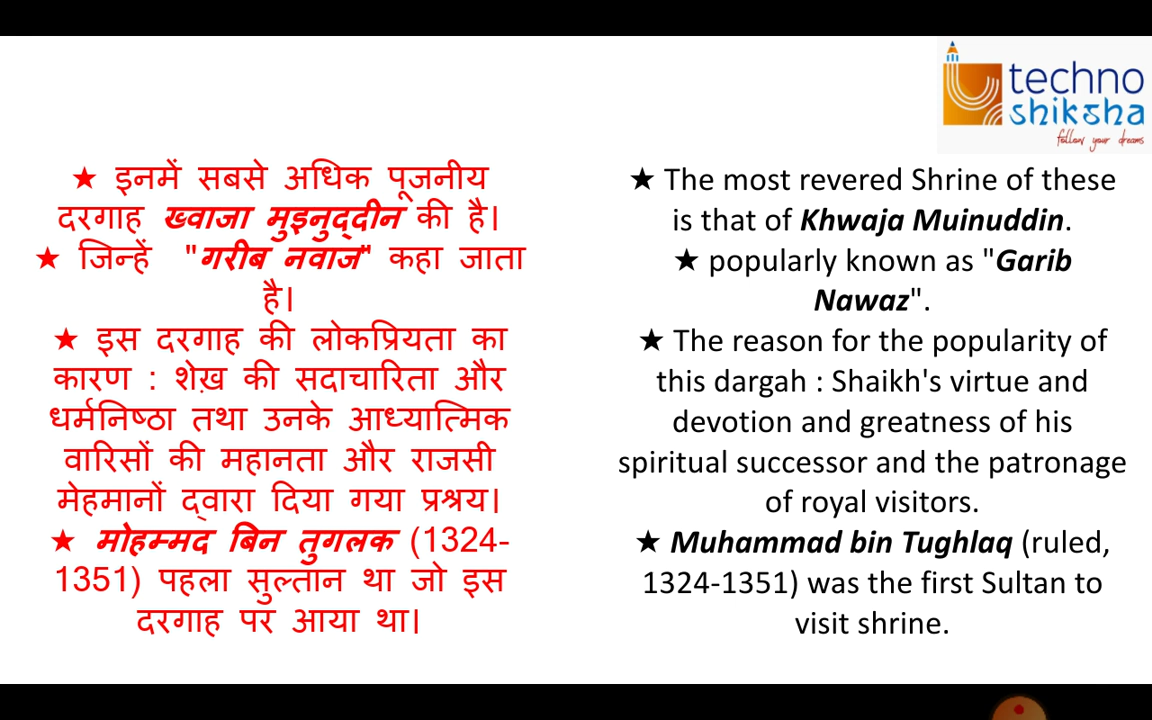 techno
shiksha
follow your dreams
★ इनमें सबसे अधिक पूजनीय
दरगाह ख्वाजा मुइनुद्दीन की है।
★ जिन्हें "गरीब नवाज" कहा जाता
है।
★ इस दरगाह की लोकप्रियता का
कारण : शेख़ की सदाचारिता और
धर्मनिष्ठा तथा उनके आध्यात्मिक
वारिसों की महानता और राजसी
मेहमानों द्वारा दिया गया प्रश्रय।
★ मोहम्मद बिन तुगलक (1324-
1351) पहला सुल्तान था जो इस
दरगाह पर आया था।
★ The most revered Shrine of these
is that of Khwaja Muinuddin.
★ popularly known as "Garib
Nawaz".
★ The reason for the popularity of
this dargah : Shaikh's virtue and
devotion and greatness of his
spiritual successor and the patronage
of royal visitors.
★ Muhammad bin Tughlaq (ruled,
1324-1351) was the first Sultan to
visit shrine.